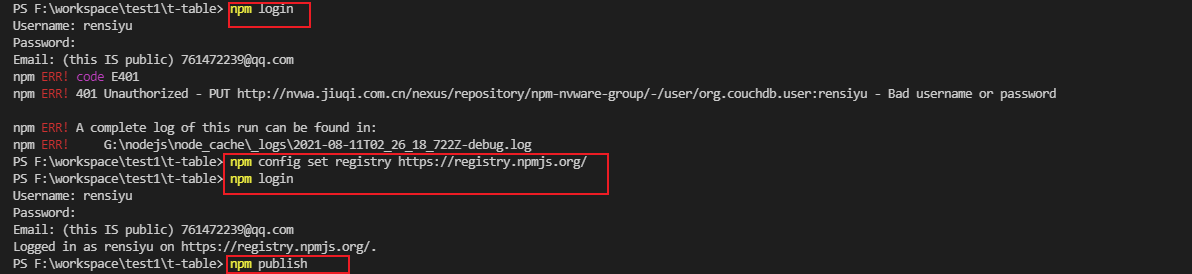 PS F:\workspace\test1\t-table> npm login
Username: rensiyu
Password:
Email: (this IS public) 761472239@qq.com
npm ERR! code E401
npm ERR! 401 Unauthorized - PUT http://nvwa.jiuqi.com.cn/nexus/repository/npm-nvware-group/-/user/org.couchdb.user:rensiyu - Bad username or password
npm ERR! A complete log of this run can be found in:
npm ERR!     G:\nodejs\node_cache\_logs\2021-08-11T02_26_18_722Z-debug.log
PS F:\workspace\test1\t-table> npm config set registry https://registry.npmjs.org/
PS F:\workspace\test1\t-table> npm login
Username: rensiyu
Password:
Email: (this IS public) 761472239@qq.com
Logged in as rensiyu on https://registry.npmjs.org/.
PS F:\workspace\test1\t-table> npm publish